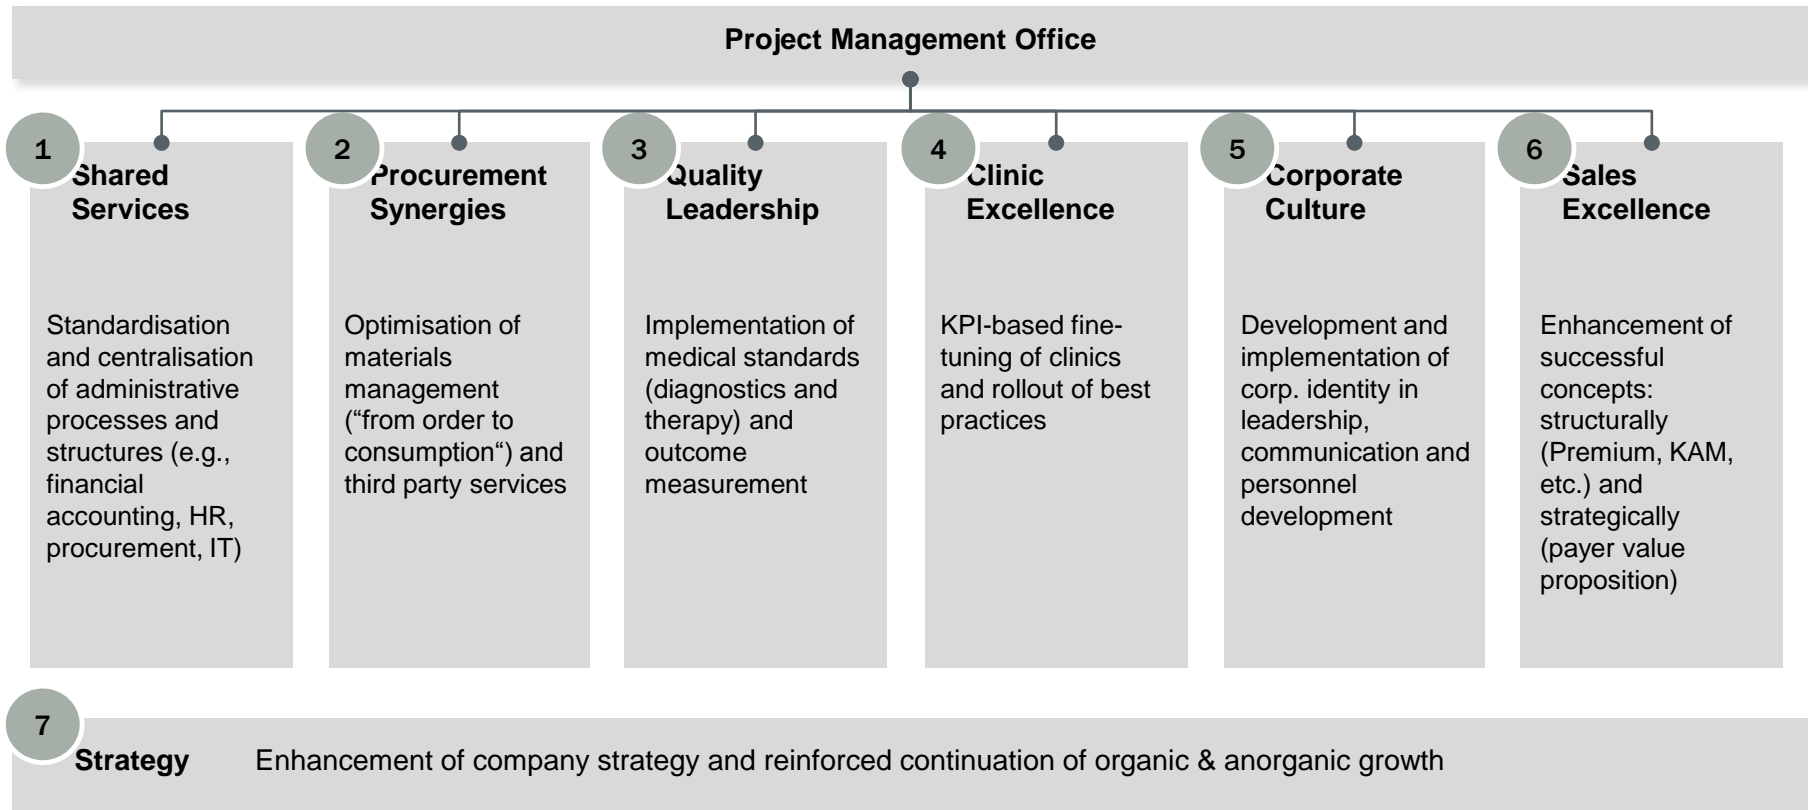 Project Management Office
1
Shared
Services
Standardisation
and centralisation
of administrative
processes and
structures (e.g.,
financial
accounting, HR,
procurement, IT)
2
Procurement
Synergies
Optimisation of
materials
management
(“from order to
consumption“) and
third party services
3
Quality
Leadership
Implementation of
medical standards
(diagnostics and
therapy) and
outcome
measurement
4
Clinic
Excellence
KPI-based fine-
tuning of clinics
and rollout of best
practices
5
Corporate
Culture
Development and
implementation of
corp. identity in
leadership,
communication and
personnel
development
6
Sales
Excellence
Enhancement of
successful
concepts:
structurally
(Premium, KAM,
etc.) and
strategically
(payer value
proposition)
7
Strategy Enhancement of company strategy and reinforced continuation of organic & anorganic growth